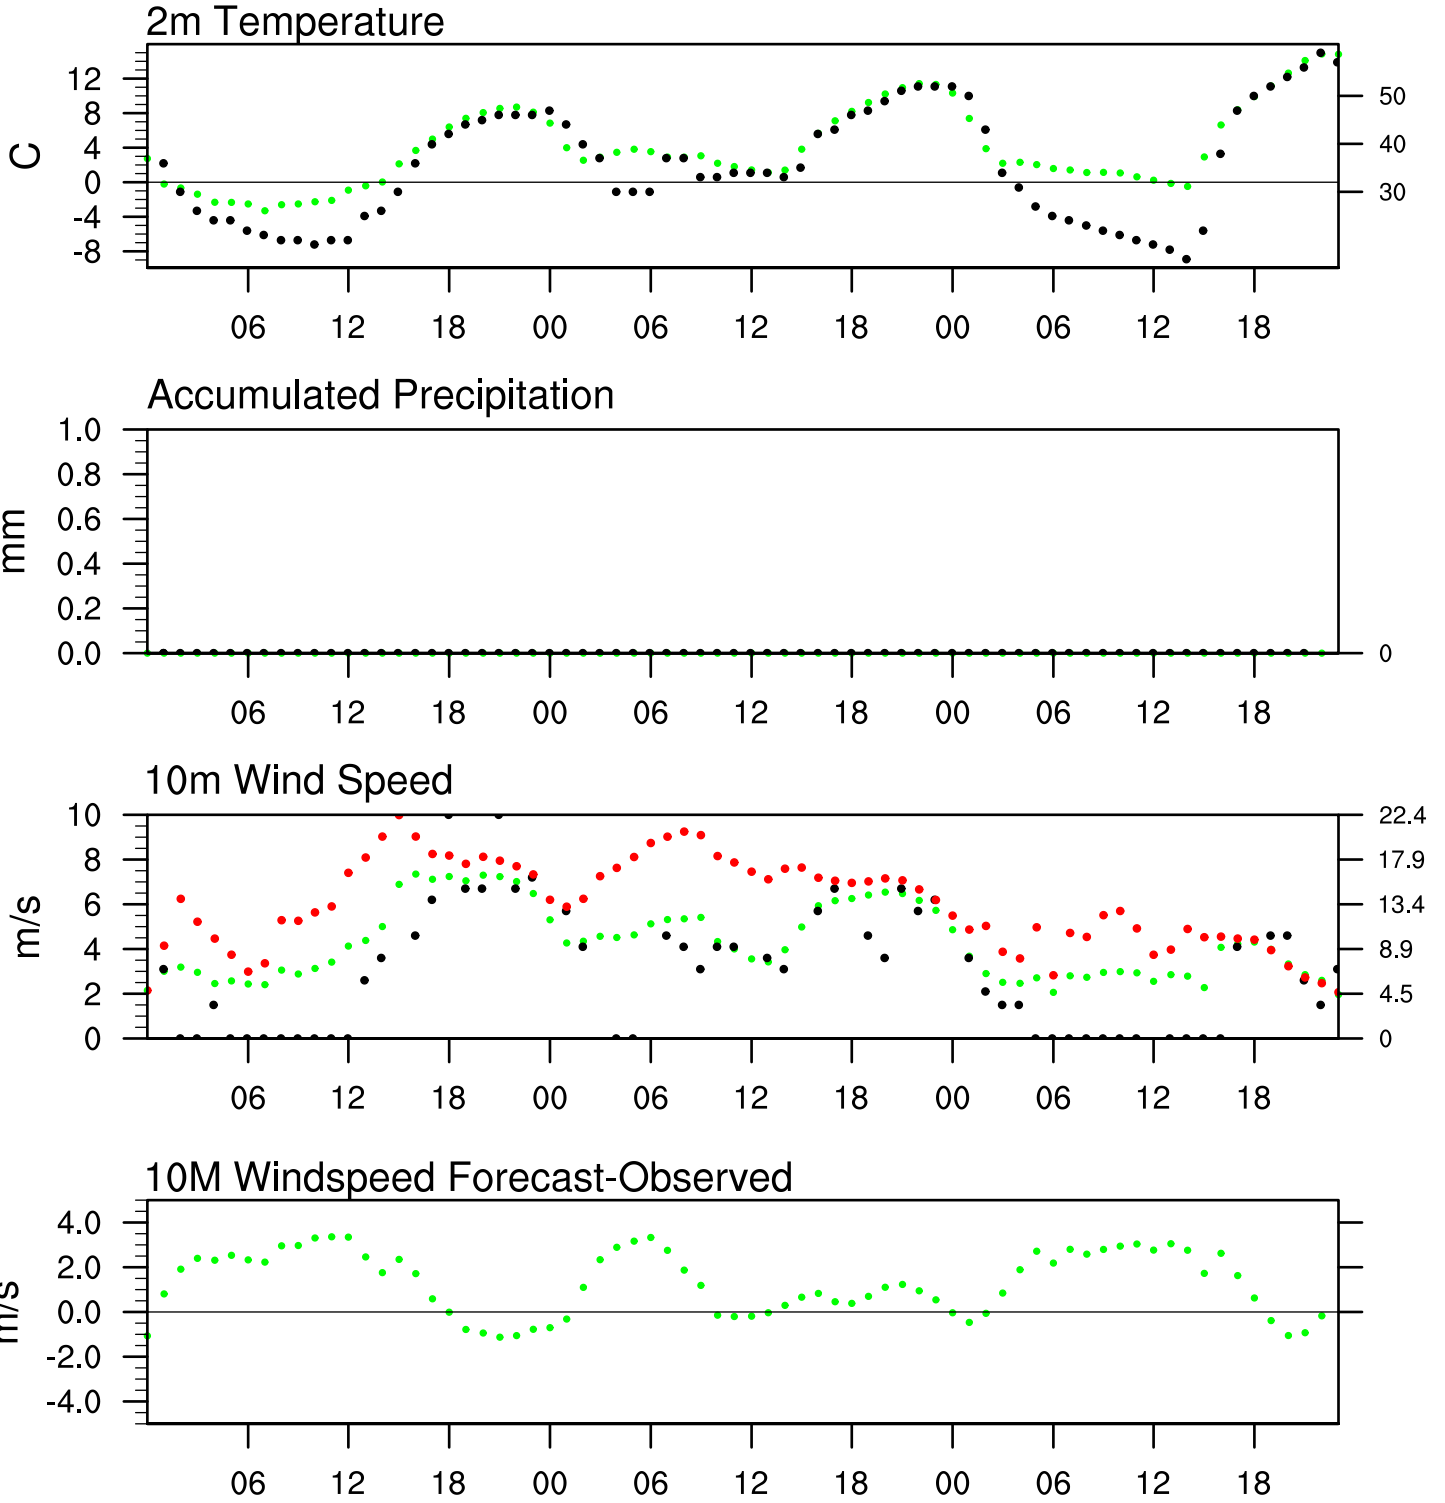 2m Temperature
12
8
4
0
-4
-8
C
50
40
30
06 12 18 00 06 12 18 00 06 12 18
Accumulated Precipitation
1.0
0.8
0.6
0.4
0.2
0.0
mm
0
06 12 18 00 06 12 18 00 06 12 18
10m Wind Speed
10
8
6
4
2
0
m/s
22.4
17.9
13.4
8.9
4.5
0
06 12 18 00 06 12 18 00 06 12 18
10M Windspeed Forecast-Observed
4.0
2.0
0.0
-2.0
-4.0
m/s
06 12 18 00 06 12 18 00 06 12 18